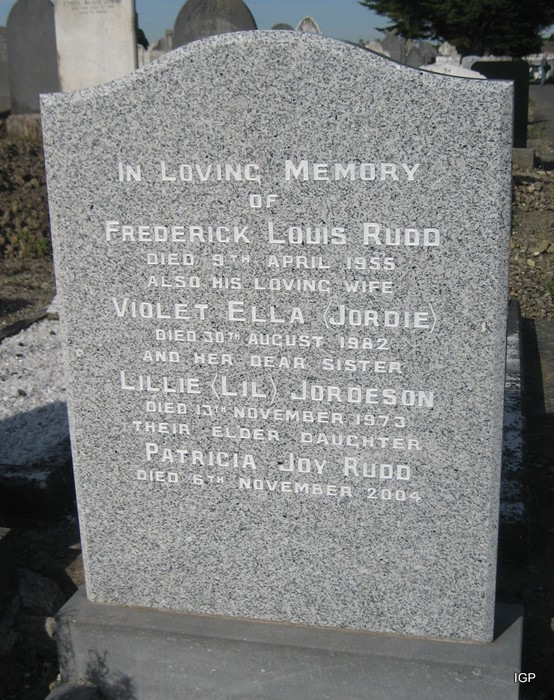 In Loving Memory
OF
Frederick Louis Rudd
DIED 9TH APRIL 1955
ALSO HIS LOVING WIFE
Violet Ella (Jordie)
DIED 30TH AUGUST 1982
AND HER DEAR SISTER
Lillie (Lil) Jordeson
DIED 13TH NOVEMBER 1973
THEIR ELDER DAUGHTER
Patricia Joy Rudd
DIED 6TH NOVEMBER 2004
IGP